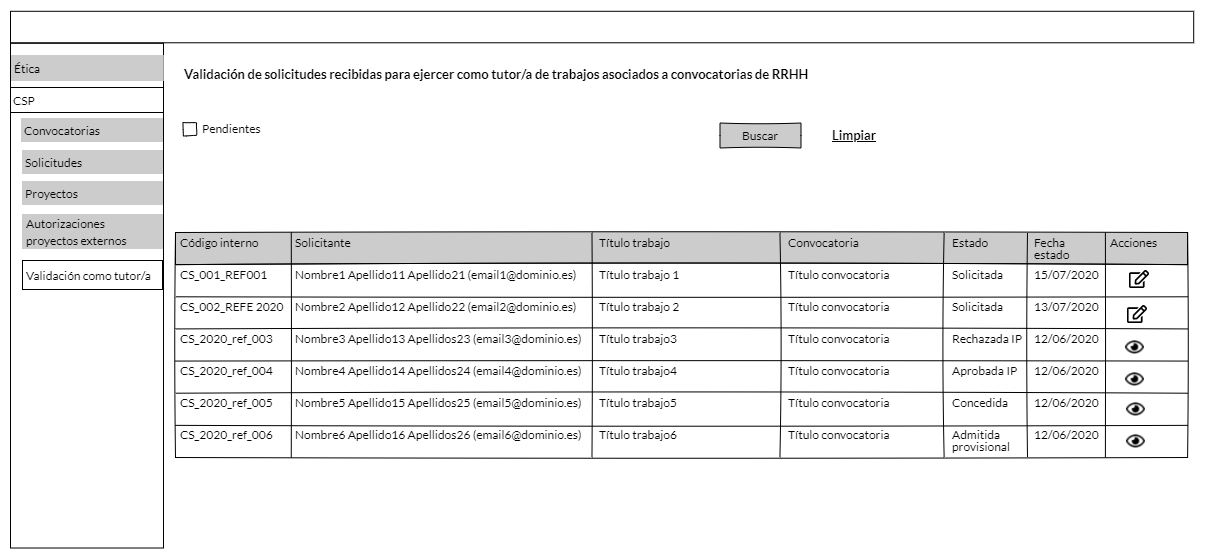 Ética
CSP
Convocatorias
Solicitudes
Proyectos
Autorizaciones
proyectos externos
Validación como tutor/a
Validación de solicitudes recibidas para ejercer como tutor/a de trabajos asociados a convocatorias de RRHH
Pendientes
Buscar
Limpiar
Código interno Solicitante Título trabajo Convocatoria Estado Fecha estado Acciones
CS_001_REF001 Nombre1 Apellido11 Apellido21 (email1@dominio.es) Título trabajo 1 Título convocatoria Solicitada 15/07/2020
CS_002_REFE 2020 Nombre2 Apellido12 Apellido22 (email2@dominio.es) Título trabajo 2 Título convocatoria Solicitada 13/07/2020
CS_2020_ref_003 Nombre3 Apellido13 Apellidos23 (email3@dominio.es) Título trabajo3 Título convocatoria Rechazada IP 12/06/2020
CS_2020_ref_004 Nombre4 Apellido14 Apellidos24 (email4@dominio.es) Título trabajo4 Título convocatoria Aprobada IP 12/06/2020
CS_2020_ref_005 Nombre5 Apellido15 Apellidos25 (email5@dominio.es) Título trabajo5 Título convocatoria Concedida 12/06/2020
CS_2020_ref_006 Nombre6 Apellido16 Apellidos26 (email6@dominio.es) Título trabajo6 Título convocatoria Admitida provisional 12/06/2020